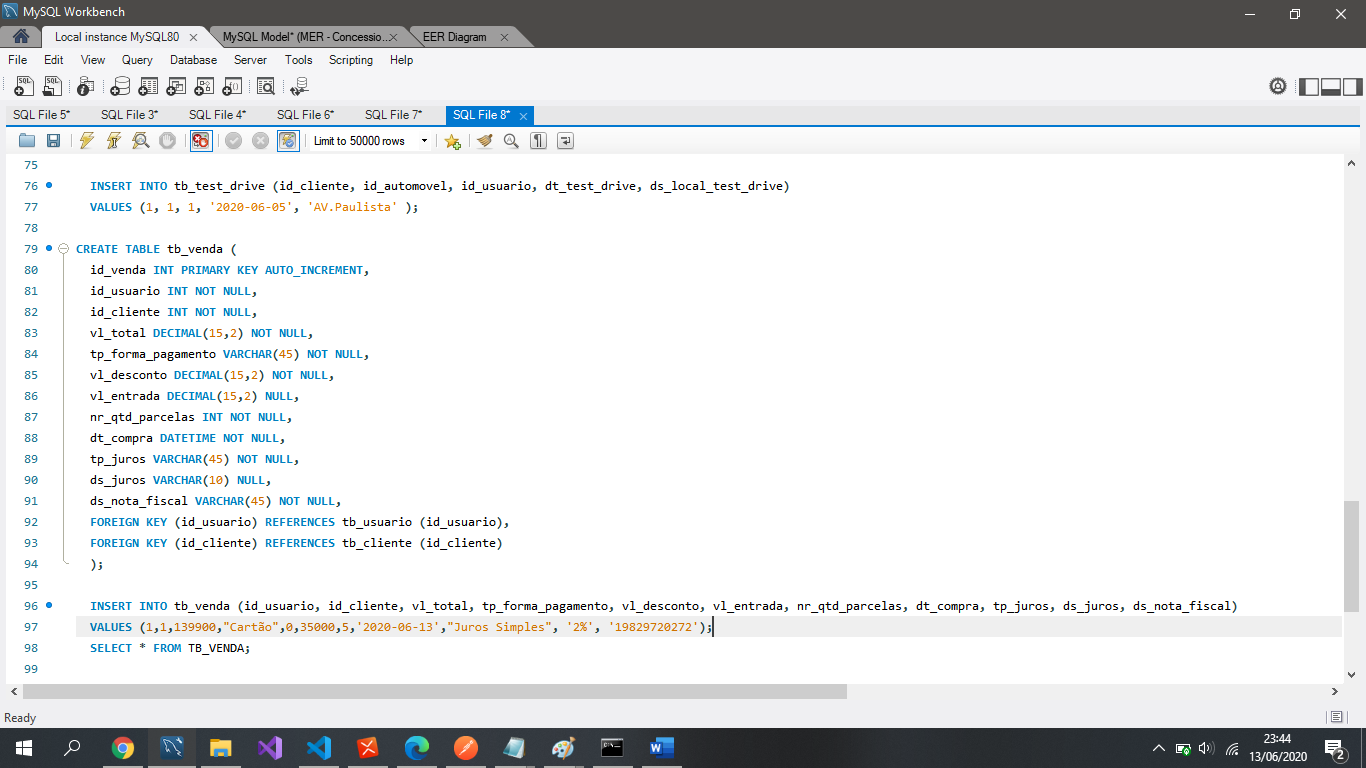 MySQL Workbench
Local instance MySQL80
MySQL Model* (MER - Concessio...
EER Diagram
File Edit View Query Database Server Tools Scripting Help
SQL File 5* SQL File 3* SQL File 4* SQL File 6* SQL File 7* SQL File 8*
Limit to 50000 rows
75
76 INSERT INTO tb_test_drive (id_cliente, id_automovel, id_usuario, dt_test_drive, ds_local_test_drive)
77 VALUES (1, 1, 1, '2020-06-05', 'AV.Paulista' );
78
79 CREATE TABLE tb_venda (
80 id_venda INT PRIMARY KEY AUTO_INCREMENT,
81 id_usuario INT NOT NULL,
82 id_cliente INT NOT NULL,
83 vl_total DECIMAL(15,2) NOT NULL,
84 tp_forma_pagamento VARCHAR(45) NOT NULL,
85 vl_desconto DECIMAL(15,2) NOT NULL,
86 vl_entrada DECIMAL(15,2) NULL,
87 nr_qtd_parcelas INT NOT NULL,
88 dt_compra DATETIME NOT NULL,
89 tp_juros VARCHAR(45) NOT NULL,
90 ds_juros VARCHAR(10) NULL,
91 ds_nota_fiscal VARCHAR(45) NOT NULL,
92 FOREIGN KEY (id_usuario) REFERENCES tb_usuario (id_usuario),
93 FOREIGN KEY (id_cliente) REFERENCES tb_cliente (id_cliente)
94 );
95
96 INSERT INTO tb_venda (id_usuario, id_cliente, vl_total, tp_forma_pagamento, vl_desconto, vl_entrada, nr_qtd_parcelas, dt_compra, tp_juros, ds_juros, ds_nota_fiscal)
97 VALUES (1,1,139900,"Cartão",0,35000,5,'2020-06-13',"Juros Simples", '2%', '19829720272');
98 SELECT * FROM TB_VENDA;
99
Ready
23:44
13/06/2020
2